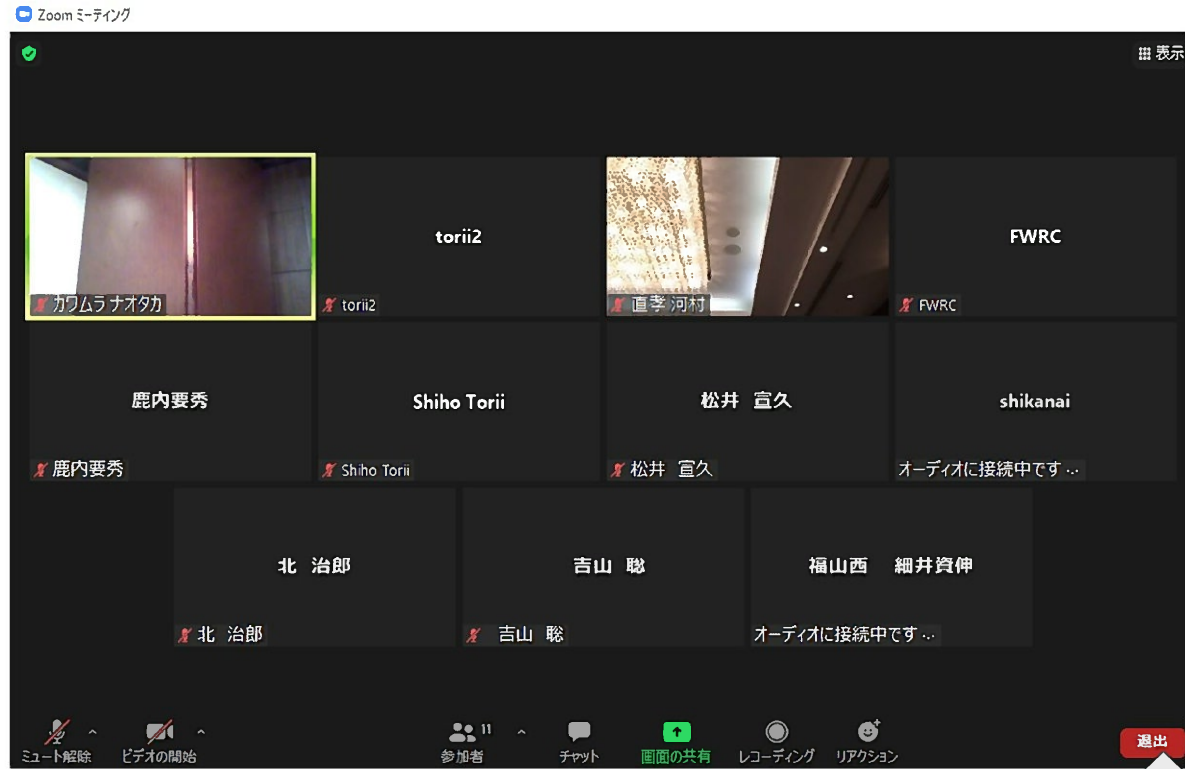 Zoom ミーティング
表示
カワムラ ナオタカ
torii2
torii2
直孝 河村
FWRC
FWRC
鹿内要秀
鹿内要秀
Shiho Torii
Shiho Torii
松井 宣久
松井 宣久
shikanai
オーディオに接続中です ...
北 治郎
北 治郎
吉山 聡
吉山 聡
福山西 細井資伸
オーディオに接続中です ...
ミュート解除
ビデオの開始
11
参加者
チャット
画面の共有
レコーディング
リアクション
退出